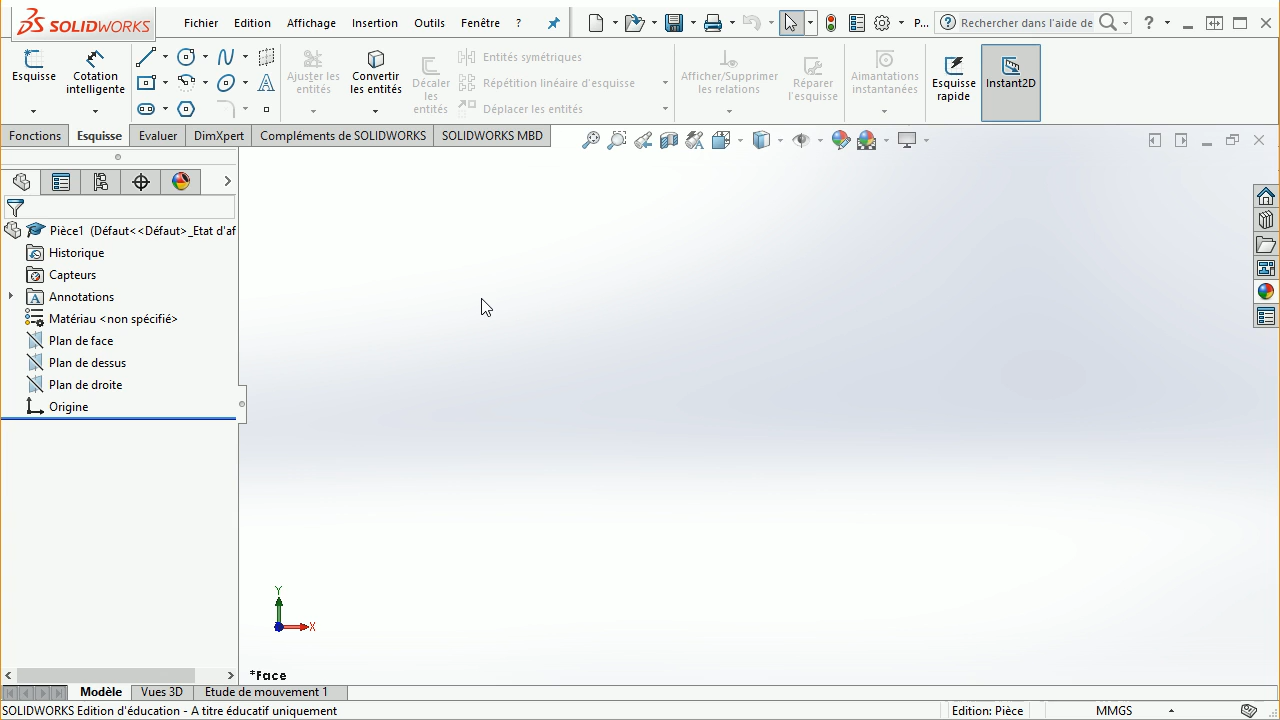 SOLIDWORKS
Fichier Edition Affichage Insertion Outils Fenêtre ?
P...
Rechercher dans l'aide de
?
Esquisse
Cotation intelligente
Ajuster les entités
Convertir les entités
Décaler les entités
Entités symétriques
Répétition linéaire d'esquisse
Déplacer les entités
Afficher/Supprimer les relations
Réparer l'esquisse
Aimantations instantanées
Esquisse rapide
Instant2D
Fonctions Esquisse Evaluer DimXpert Compléments de SOLIDWORKS SOLIDWORKS MBD
Pièce1 (Défaut<<Défaut>_Etat d'af
Historique
Capteurs
Annotations
Matériau <non spécifié>
Plan de face
Plan de dessus
Plan de droite
Origine
Y
X
*Face
Modèle Vues 3D Etude de mouvement 1
SOLIDWORKS Edition d'éducation - A titre éducatif uniquement
Edition: Pièce
MMGS